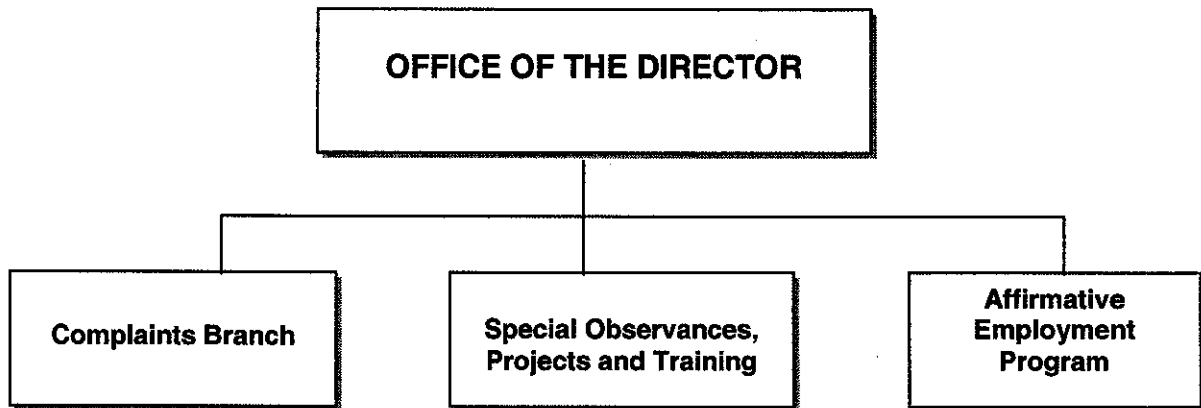 OFFICE OF THE DIRECTOR
Complaints Branch
Special Observances,
Projects and Training
Affirmative
Employment
Program